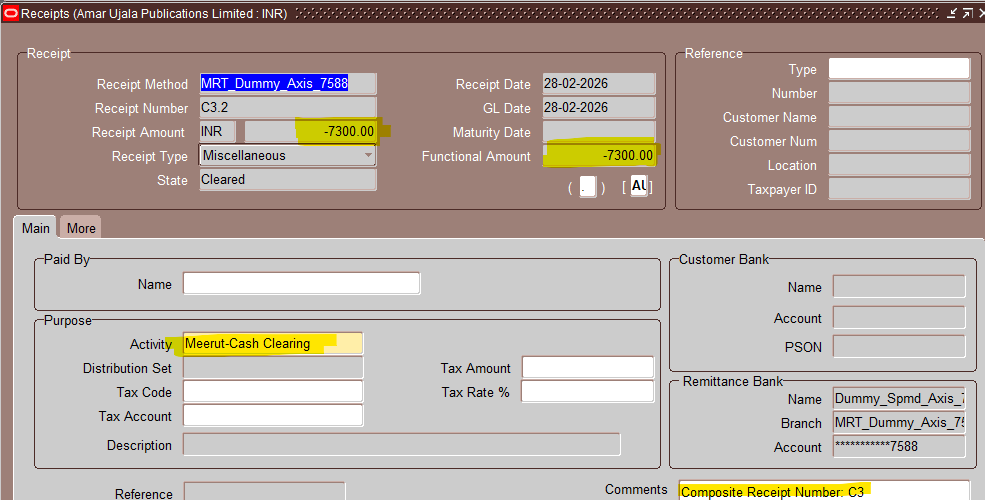 Receipts (Amar Ujala Publications Limited : INR)
Receipt
Receipt Method MRT_Dummy_Axis_7588
Receipt Number C3.2
Receipt Amount INR -7300.00
Receipt Type Miscellaneous
State Cleared
Receipt Date 28-02-2026
GL Date 28-02-2026
Maturity Date
Functional Amount -7300.00
( . ) [ AU ]
Reference
Type
Number
Customer Name
Customer Num
Location
Taxpayer ID
Main More
Paid By
Name
Purpose
Activity Meerut-Cash Clearing
Distribution Set
Tax Code
Tax Account
Description
Tax Amount
Tax Rate %
Customer Bank
Name
Account
PSON
Remittance Bank
Name Dummy_Spmd_Axis_7
Branch MRT_Dummy_Axis_75
Account ***********7588
Reference
Comments Composite Receipt Number: C3